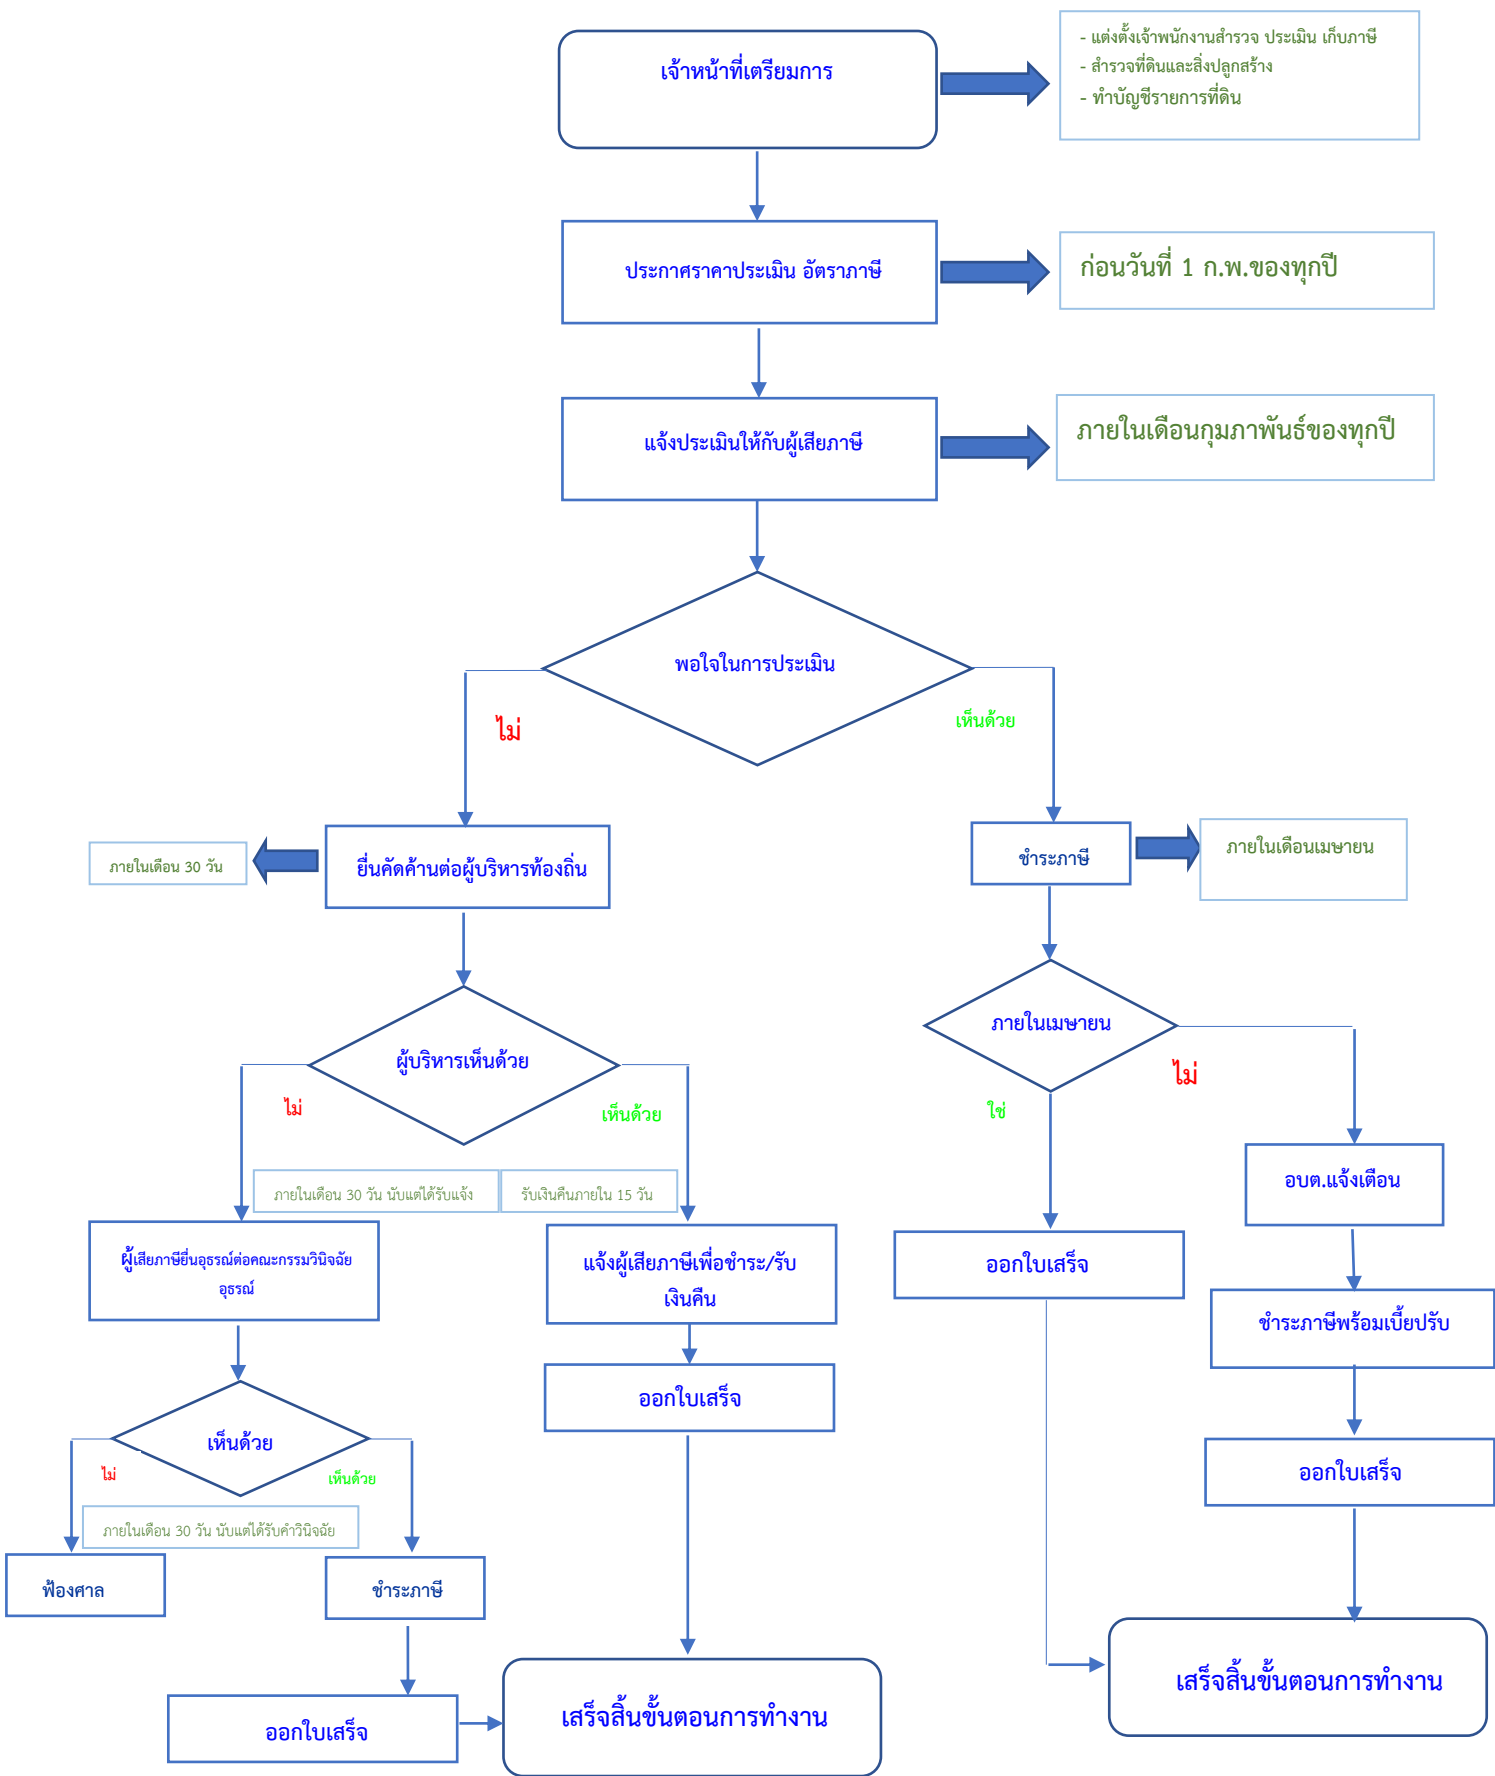 เจ้าหน้าที่เตรียมการ
- แต่งตั้งเจ้าพนักงานสำรวจ ประเมิน เก็บภาษี
- สำรวจที่ดินและสิ่งปลูกสร้าง
- ทำบัญชีรายการที่ดิน
ประกาศราคาประเมิน อัตราภาษี
ก่อนวันที่ 1 ก.พ.ของทุกปี
แจ้งประเมินให้กับผู้เสียภาษี
ภายในเดือนกุมภาพันธ์ของทุกปี
พอใจในการประเมิน
ไม่
เห็นด้วย
ภายในเดือน 30 วัน
ยื่นคัดค้านต่อผู้บริหารท้องถิ่น
ชำระภาษี
ภายในเดือนเมษายน
ผู้บริหารเห็นด้วย
ภายในเมษายน
ไม่
เห็นด้วย
ใช่
ไม่
ภายในเดือน 30 วัน นับแต่ได้รับแจ้ง
รับเงินคืนภายใน 15 วัน
อบต.แจ้งเตือน
ผู้เสียภาษียื่นอุธรณ์ต่อคณะกรรมวินิจฉัย
อุธรณ์
แจ้งผู้เสียภาษีเพื่อชำระ/รับ
เงินคืน
ออกใบเสร็จ
ชำระภาษีพร้อมเบี้ยปรับ
ออกใบเสร็จ
เห็นด้วย
ไม่
เห็นด้วย
ออกใบเสร็จ
ภายในเดือน 30 วัน นับแต่ได้รับคำวินิจฉัย
ฟ้องศาล
ชำระภาษี
ออกใบเสร็จ
เสร็จสิ้นขั้นตอนการทำงาน
เสร็จสิ้นขั้นตอนการทำงาน